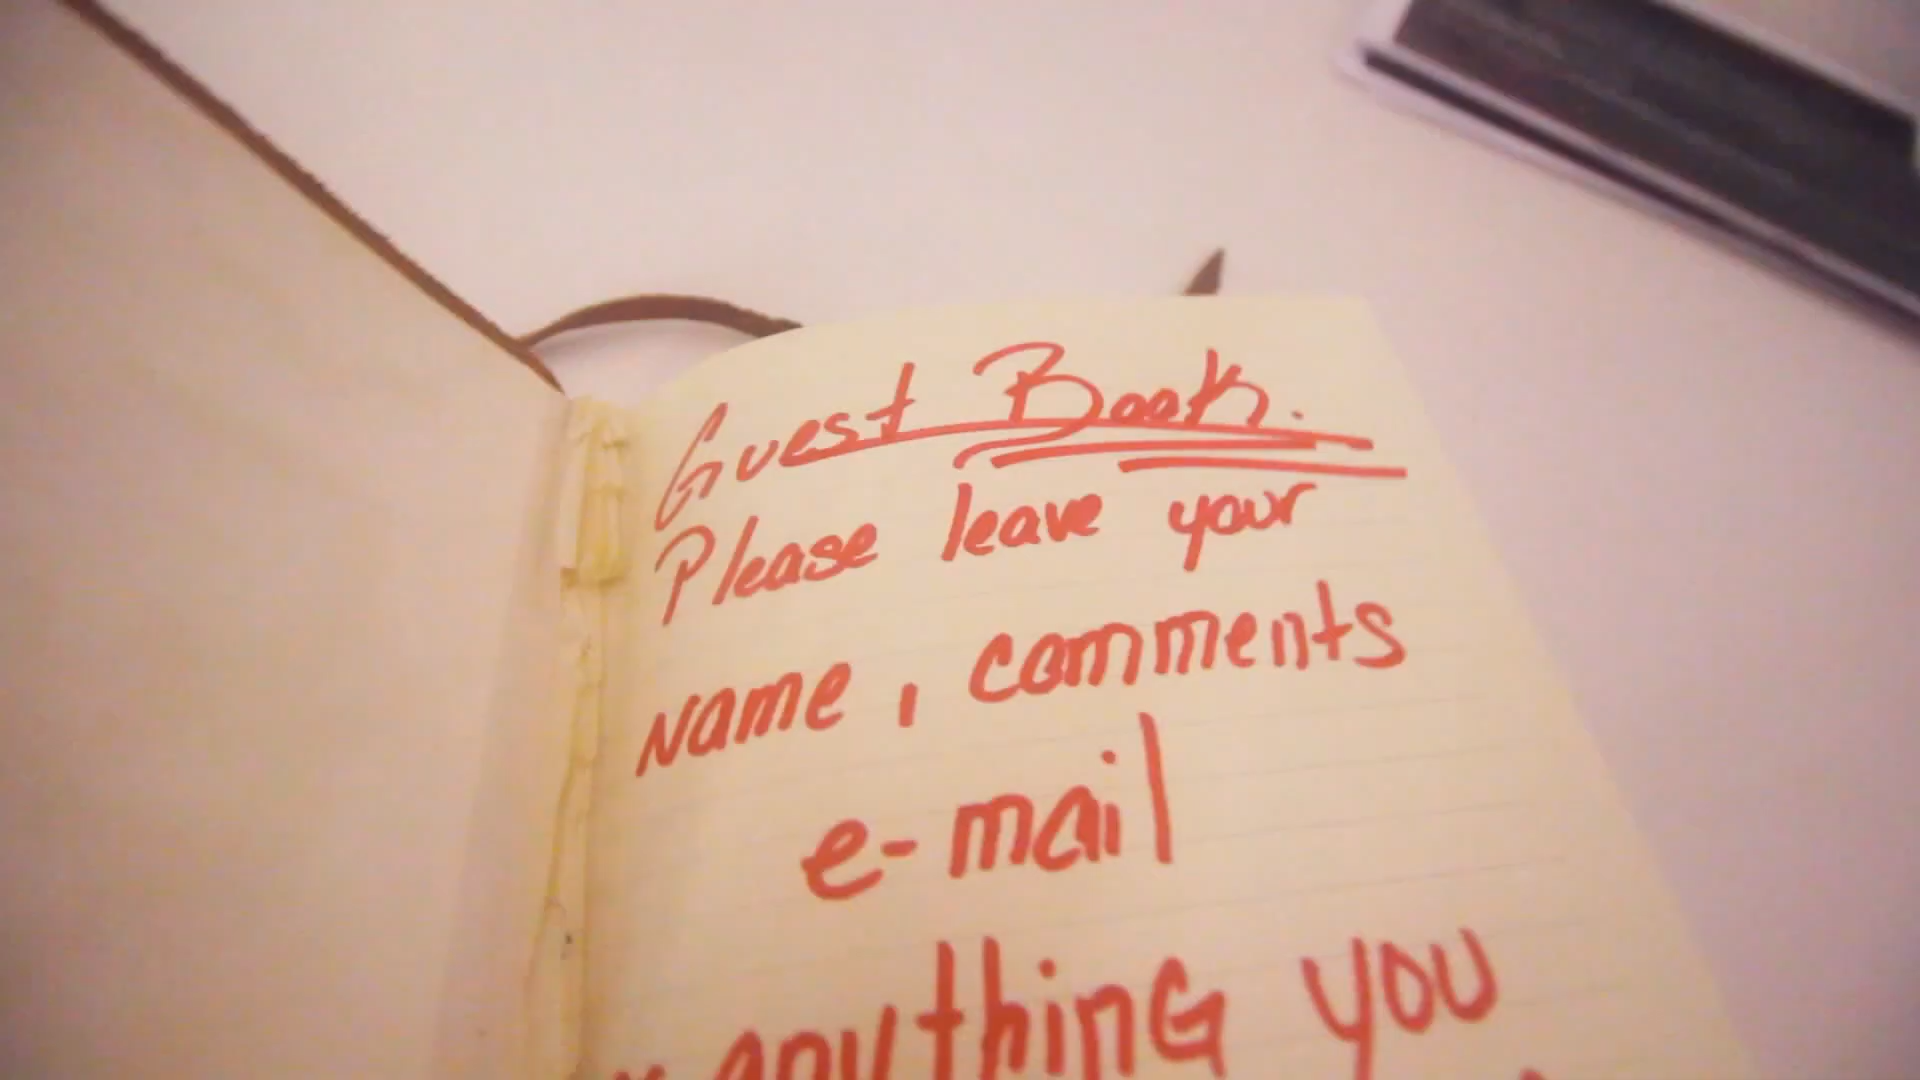 Guest Book.
Please leave your
name, comments
e-mail
anything you